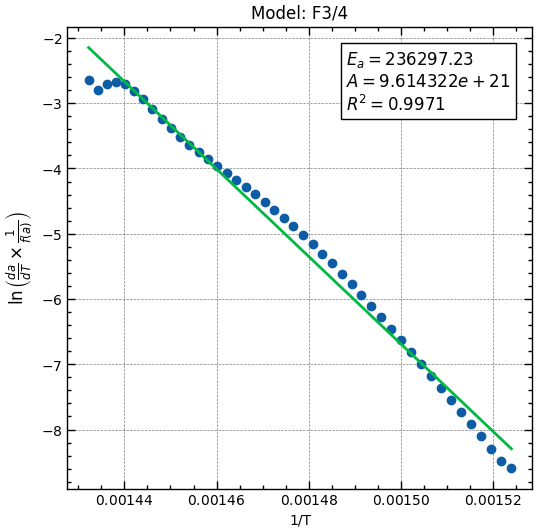 Model: F3/4
E_a = 236297.23
A = 9.614322e + 21
R^2 = 0.9971
ln(da/dT × 1/f(a))
−2
−3
−4
−5
−6
−7
−8
0.00144 0.00146 0.00148 0.00150 0.00152
1/T